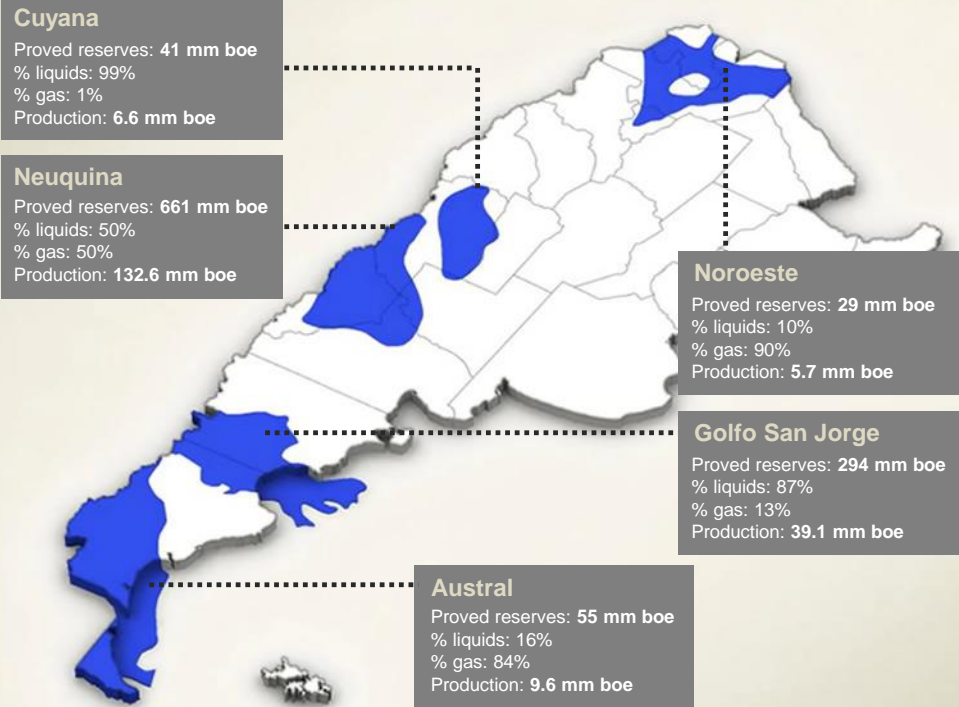 Cuyana
Proved reserves: 41 mm boe
% liquids: 99%
% gas: 1%
Production: 6.6 mm boe
Neuquina
Proved reserves: 661 mm boe
% liquids: 50%
% gas: 50%
Production: 132.6 mm boe
Noroeste
Proved reserves: 29 mm boe
% liquids: 10%
% gas: 90%
Production: 5.7 mm boe
Golfo San Jorge
Proved reserves: 294 mm boe
% liquids: 87%
% gas: 13%
Production: 39.1 mm boe
Austral
Proved reserves: 55 mm boe
% liquids: 16%
% gas: 84%
Production: 9.6 mm boe